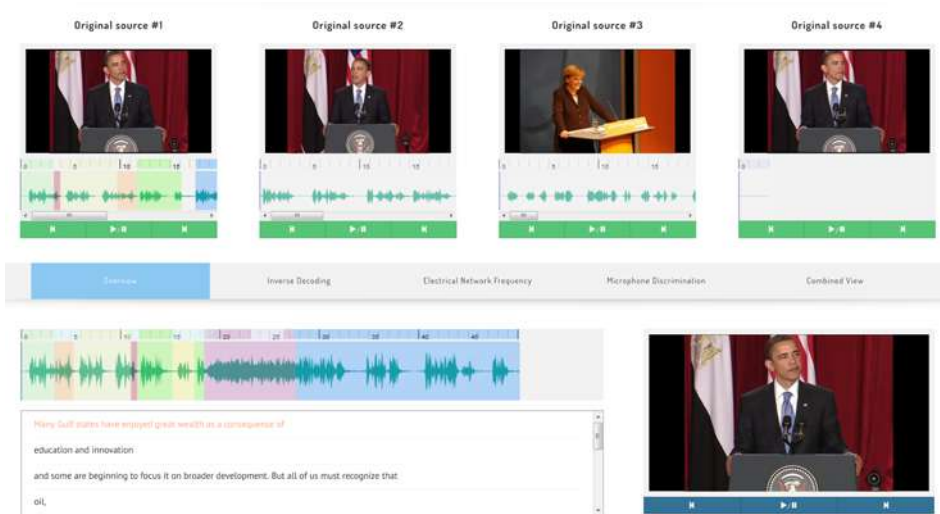 Original source #1
Original source #2
Original source #3
Original source #4
Overview
Inverse Decoding
Electrical Network Frequency
Microphone Discrimination
Combined View
Many Gulf states have enjoyed great wealth as a consequence of
education and innovation
and some are beginning to focus it on broader development. But all of us must recognize that
oil,